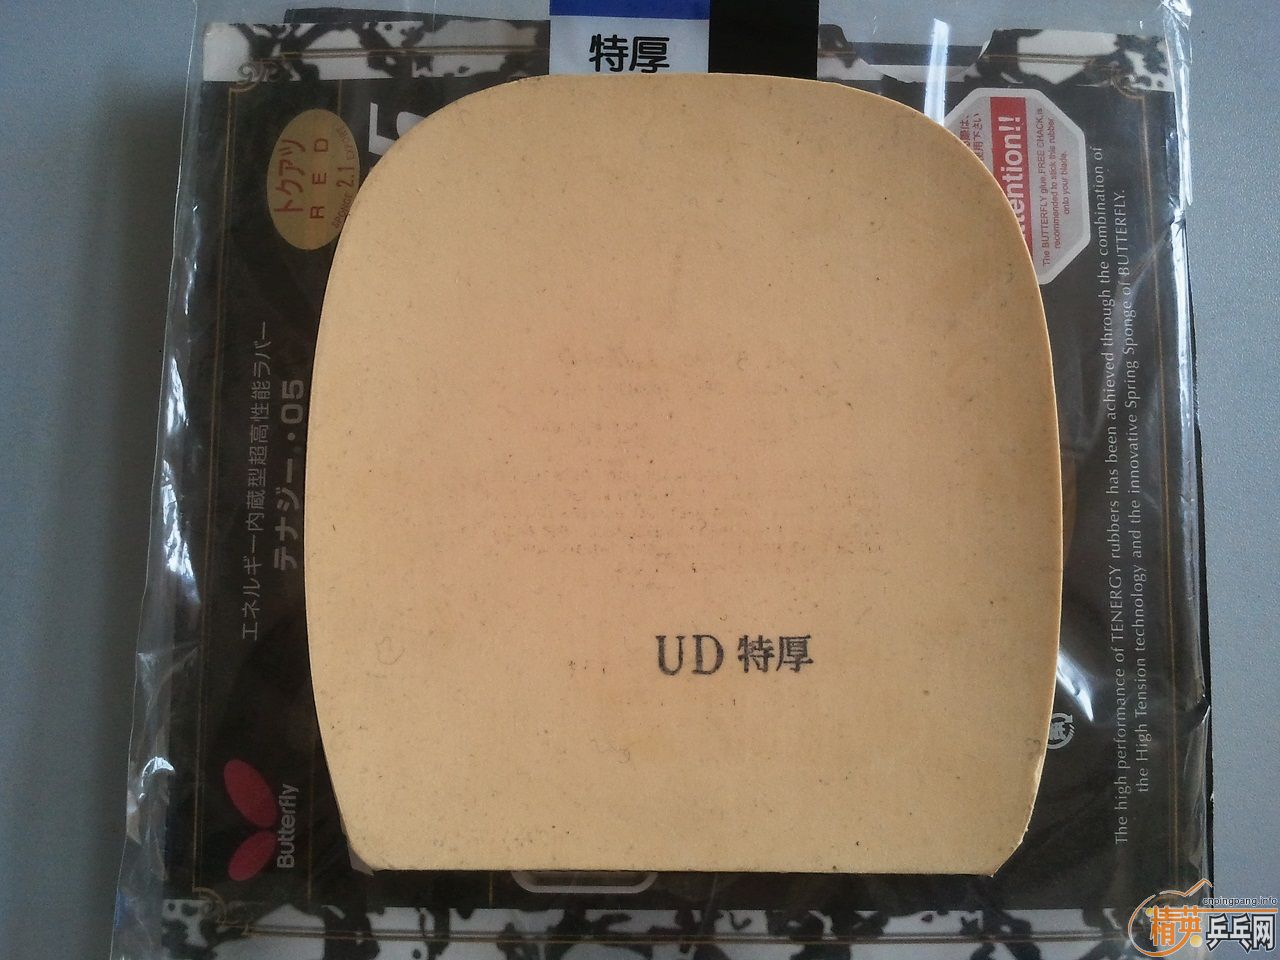 特厚
トクアツ
RED
SPONGE 2.1
エネルギー内蔵型超高性能ラバー
テナジー・05
Butterfly
tention!!
The BUTTERFLY glue FREE CHACK is
recommended to stick this rubber
onto your blade.
The high performance of TENERGY rubbers has been achieved through the combination of
the High Tension technology and the innovative Spring Sponge of BUTTERFLY.
UD 特厚
cnpingpang.info
精英乒乓网